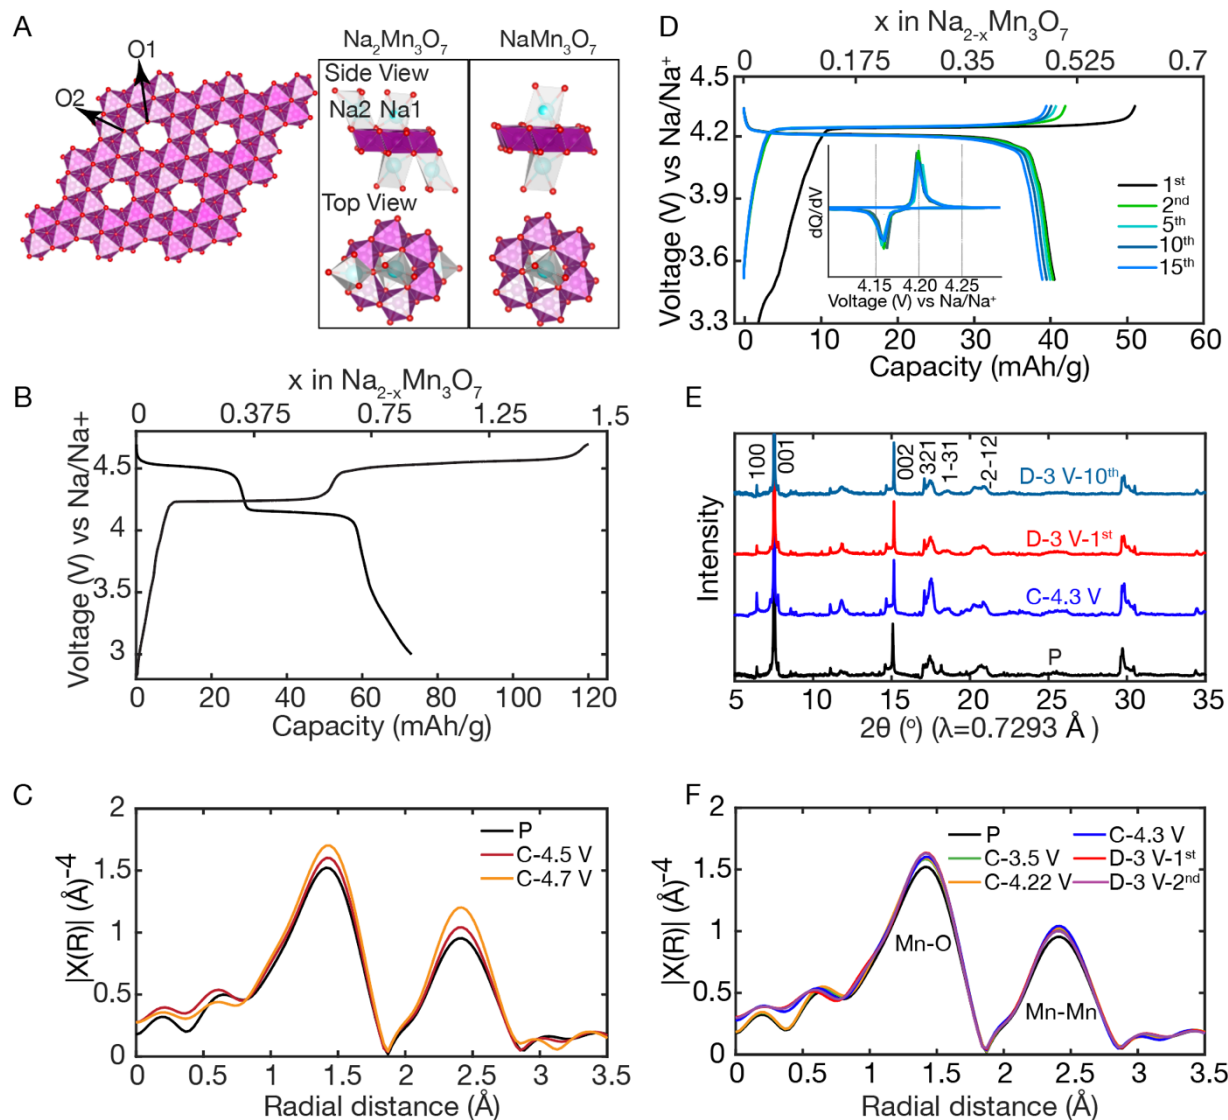 A
O1
O2
Na₂Mn₃O₇
NaMn₃O₇
Side View
Na2 Na1
Top View
B
x in Na₂₋ₓMn₃O₇
0 0.375 0.75 1.25 1.5
4.5
4
3.5
3
Voltage (V) vs Na/Na+
0 20 40 60 80 100 120
Capacity (mAh/g)
C
2
1.5
1
0.5
0
|X(R)| (Å)⁻⁴
P
C-4.5 V
C-4.7 V
0 0.5 1 1.5 2 2.5 3 3.5
Radial distance (Å)
D
x in Na₂₋ₓMn₃O₇
0 0.175 0.35 0.525 0.7
4.5
4.2
3.9
3.6
3.3
Voltage (V) vs Na/Na⁺
1ˢᵗ
2ⁿᵈ
5ᵗʰ
10ᵗʰ
15ᵗʰ
dQ/dV
4.15 4.20 4.25
Voltage (V) vs Na/Na⁺
0 10 20 30 40 50 60
Capacity (mAh/g)
E
100
001
002
-321
1-31
-2-12
D-3 V-10ᵗʰ
D-3 V-1ˢᵗ
C-4.3 V
P
Intensity
5 10 15 20 25 30 35
2θ (°) (λ=0.7293 Å)
F
2
1.5
1
0.5
0
|X(R)| (Å)⁻⁴
P
C-3.5 V
C-4.22 V
C-4.3 V
D-3 V-1ˢᵗ
D-3 V-2ⁿᵈ
Mn-O
Mn-Mn
0 0.5 1 1.5 2 2.5 3 3.5
Radial distance (Å)